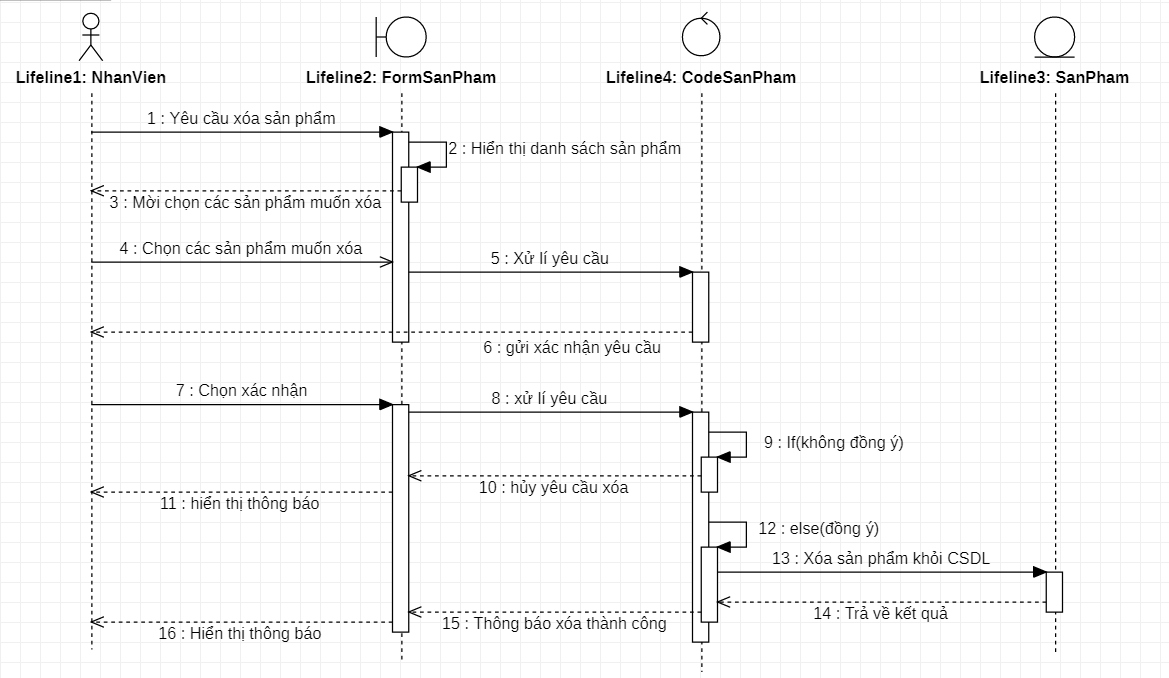 Lifeline1: NhanVien
Lifeline2: FormSanPham
Lifeline4: CodeSanPham
Lifeline3: SanPham
1 : Yêu cầu xóa sản phẩm
2 : Hiển thị danh sách sản phẩm
3 : Mời chọn các sản phẩm muốn xóa
4 : Chọn các sản phẩm muốn xóa
5 : Xử lí yêu cầu
6 : gửi xác nhận yêu cầu
7 : Chọn xác nhận
8 : xử lí yêu cầu
9 : If(không đồng ý)
10 : hủy yêu cầu xóa
11 : hiển thị thông báo
12 : else(đồng ý)
13 : Xóa sản phẩm khỏi CSDL
14 : Trả về kết quả
15 : Thông báo xóa thành công
16 : Hiển thị thông báo